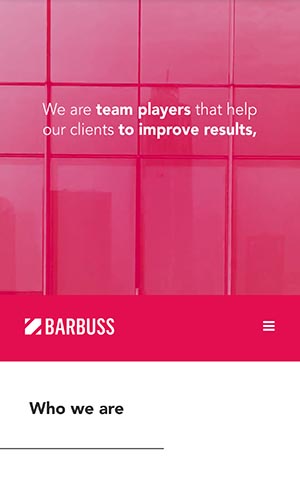 We are team players that help
our clients to improve results,
BARBUSS
Who we are